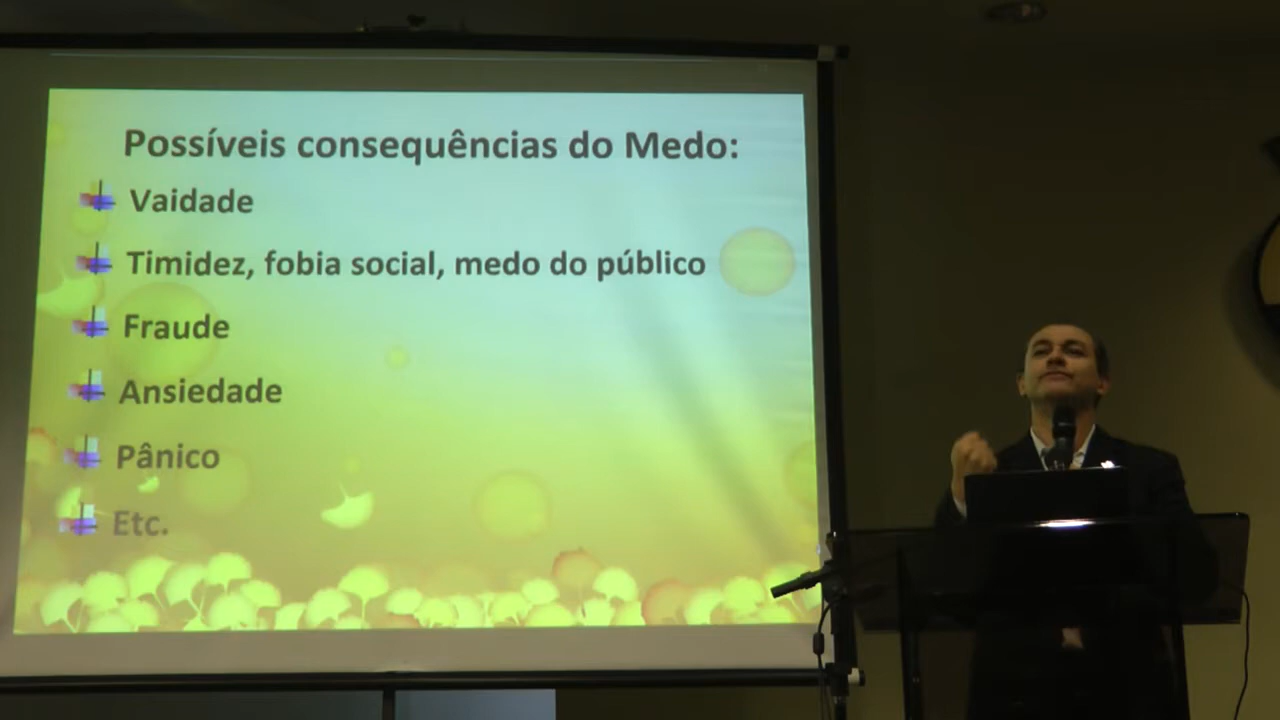 Possíveis consequências do Medo:
Vaidade
Timidez, fobia social, medo do público
Fraude
Ansiedade
Pânico
Etc.